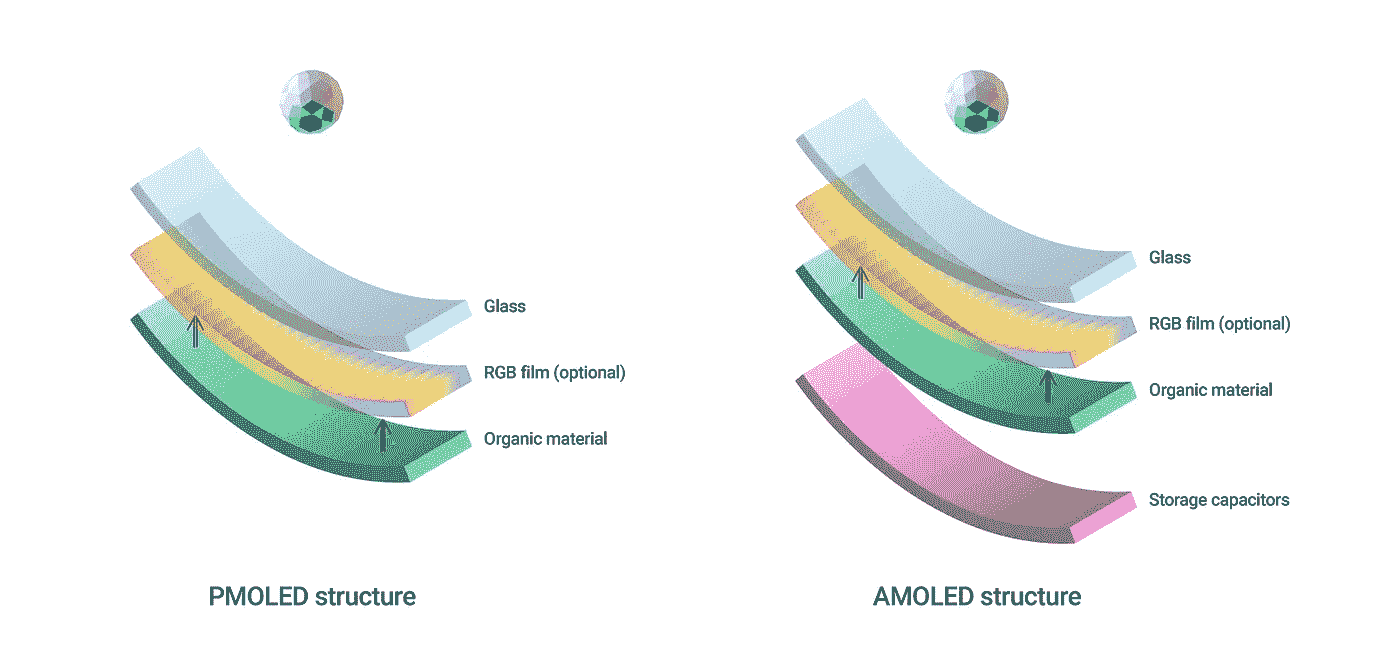 Glass
RGB film (optional)
Organic material
PMOLED structure
Glass
RGB film (optional)
Organic material
Storage capacitors
AMOLED structure